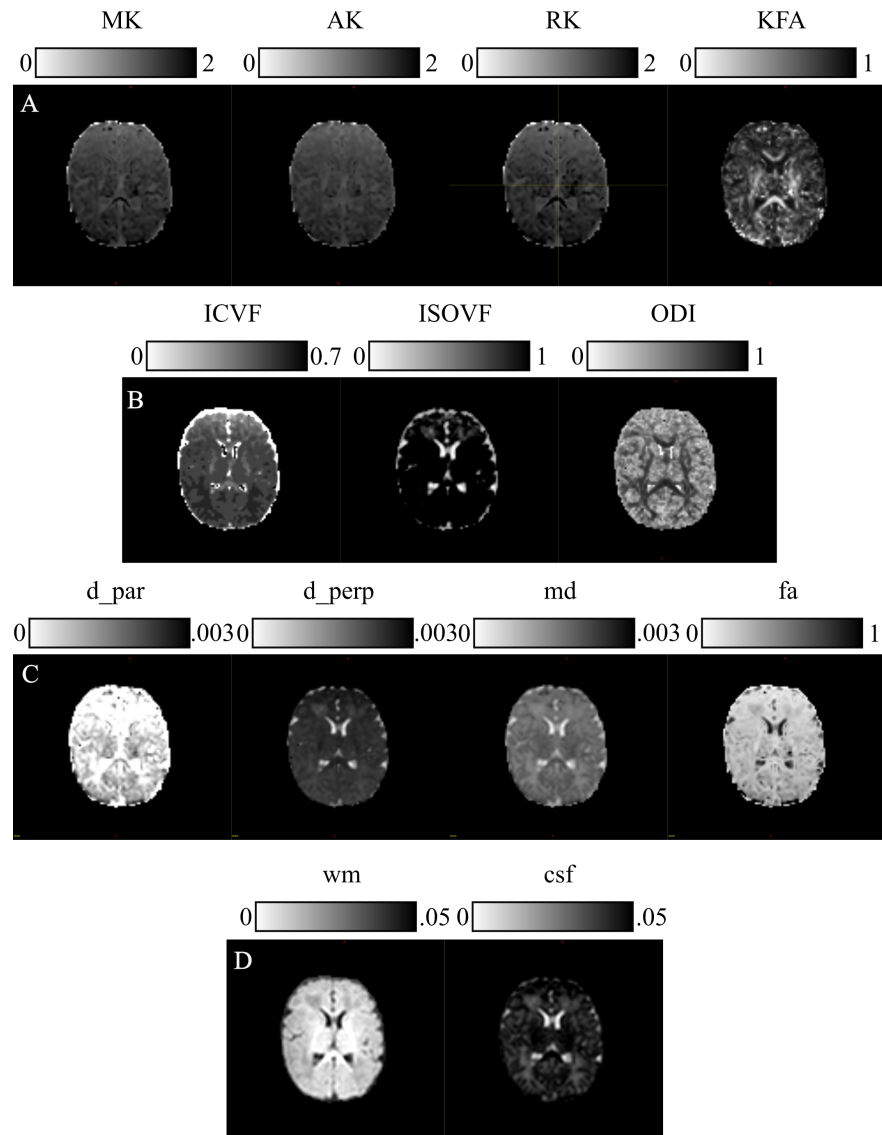 MK AK RK KFA
0 2 0 2 0 2 0 1
A
ICVF ISOVF ODI
0 0.7 0 1 0 1
B
d_par d_perp md fa
0 .003 0 .003 0 .003 0 1
C
wm csf
0 .05 0 .05
D